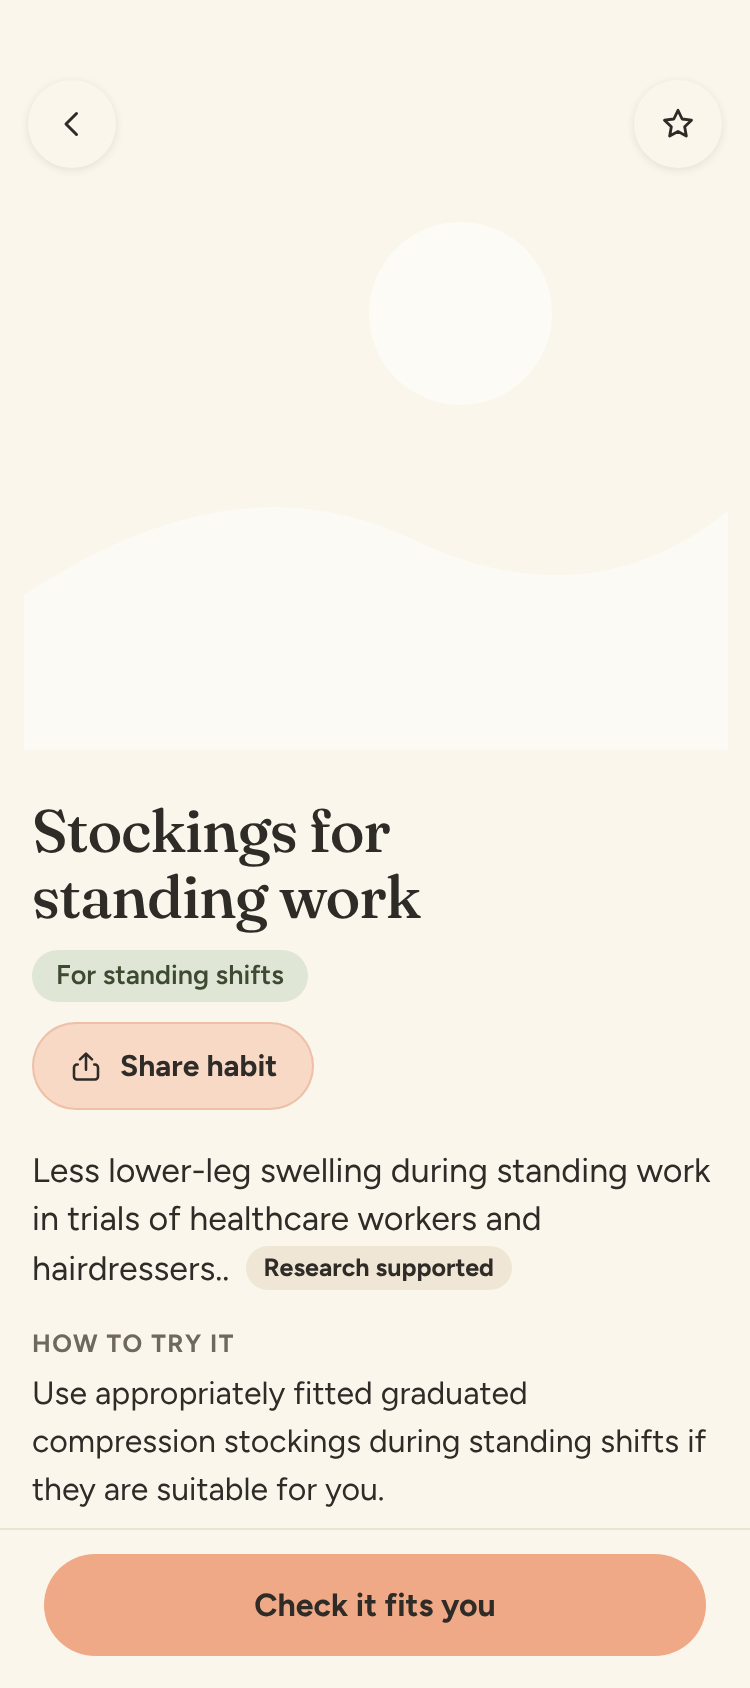 Stockings for
standing work
For standing shifts
Share habit
Less lower-leg swelling during standing work
in trials of healthcare workers and
hairdressers.. Research supported
HOW TO TRY IT
Use appropriately fitted graduated
compression stockings during standing shifts if
they are suitable for you.
Check it fits you